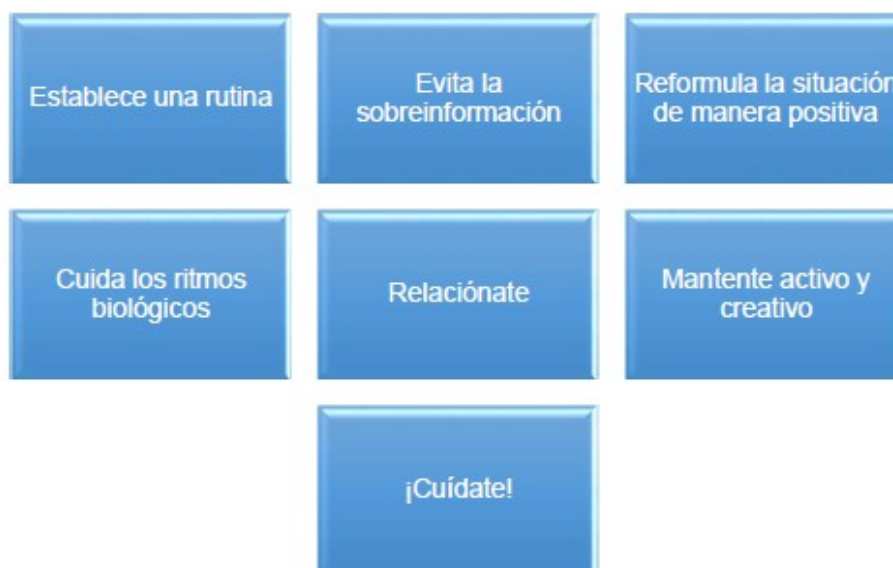 Establece una rutina
Evita la
sobreinformación
Reformula la situación
de manera positiva
Cuida los ritmos
biológicos
Relaciónate
Mantente activo y
creativo
¡Cuídate!